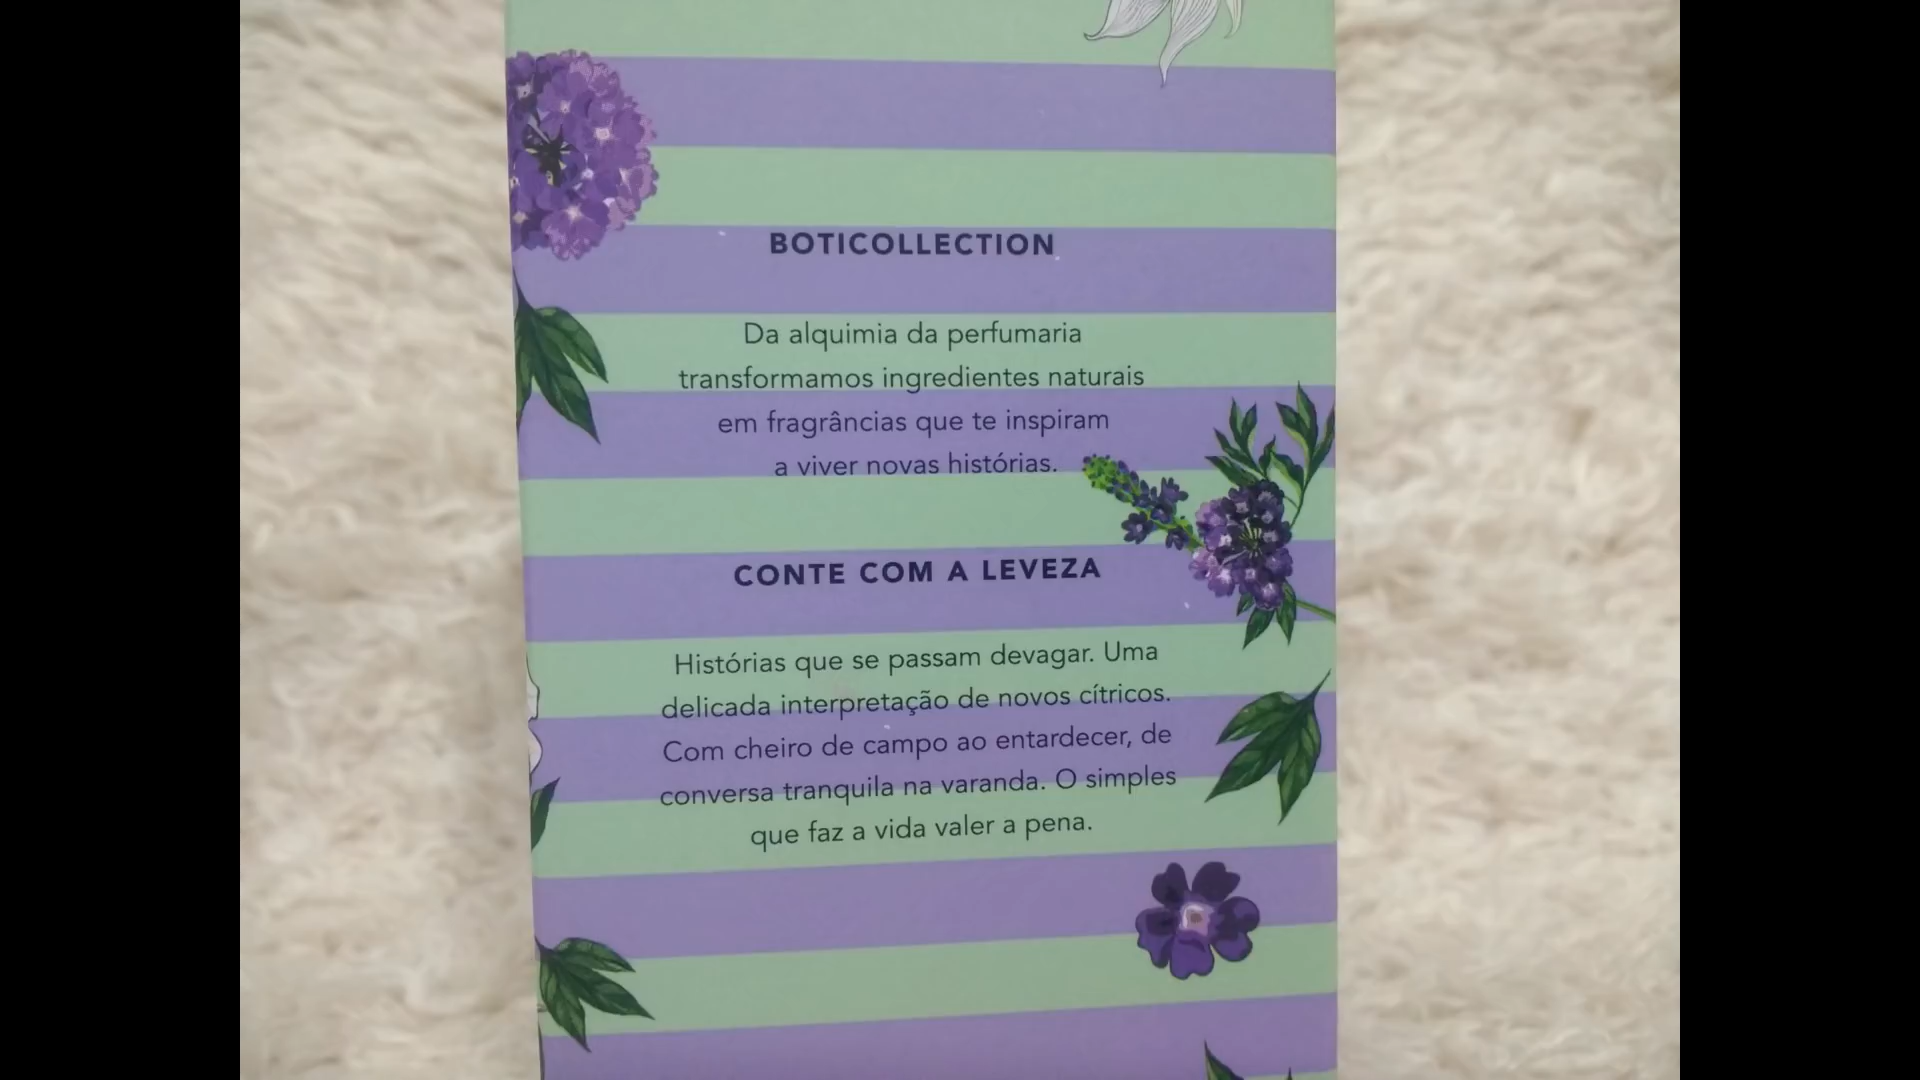 BOTICOLLECTION
Da alquimia da perfumaria
transformamos ingredientes naturais
em fragrâncias que te inspiram
a viver novas histórias.
CONTE COM A LEVEZA
Histórias que se passam devagar. Uma
delicada interpretação de novos cítricos.
Com cheiro de campo ao entardecer, de
conversa tranquila na varanda. O simples
que faz a vida valer a pena.